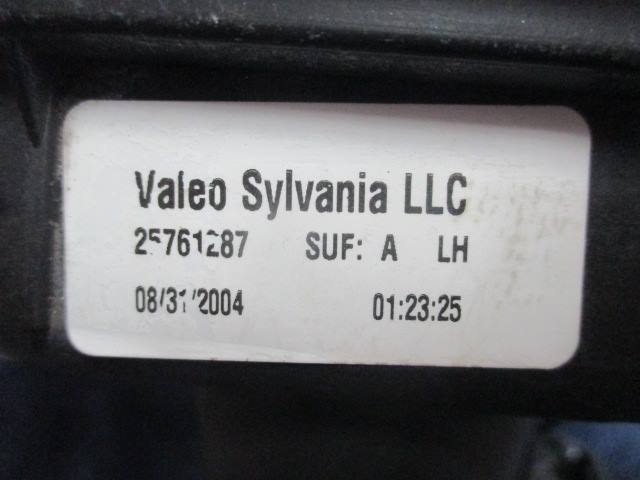 Valeo Sylvania LLC
25761287 SUF: A LH
08/31/2004 01:23:25